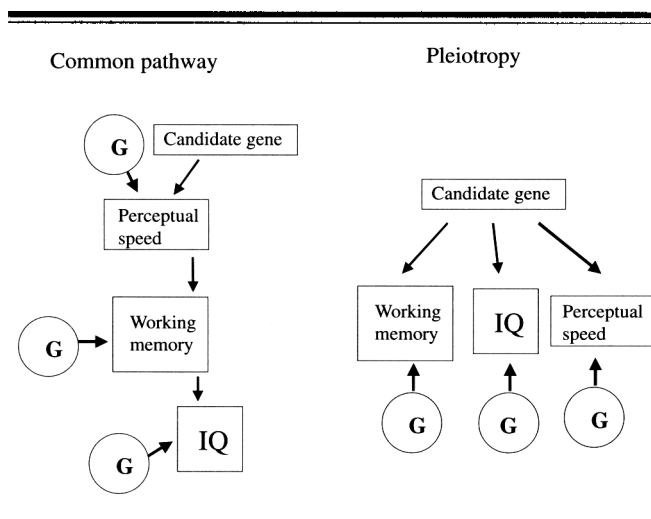 Common pathway
Pleiotropy
G
Candidate gene
Perceptual
speed
G
Working
memory
G
IQ
Candidate gene
Working
memory
IQ
Perceptual
speed
G
G
G